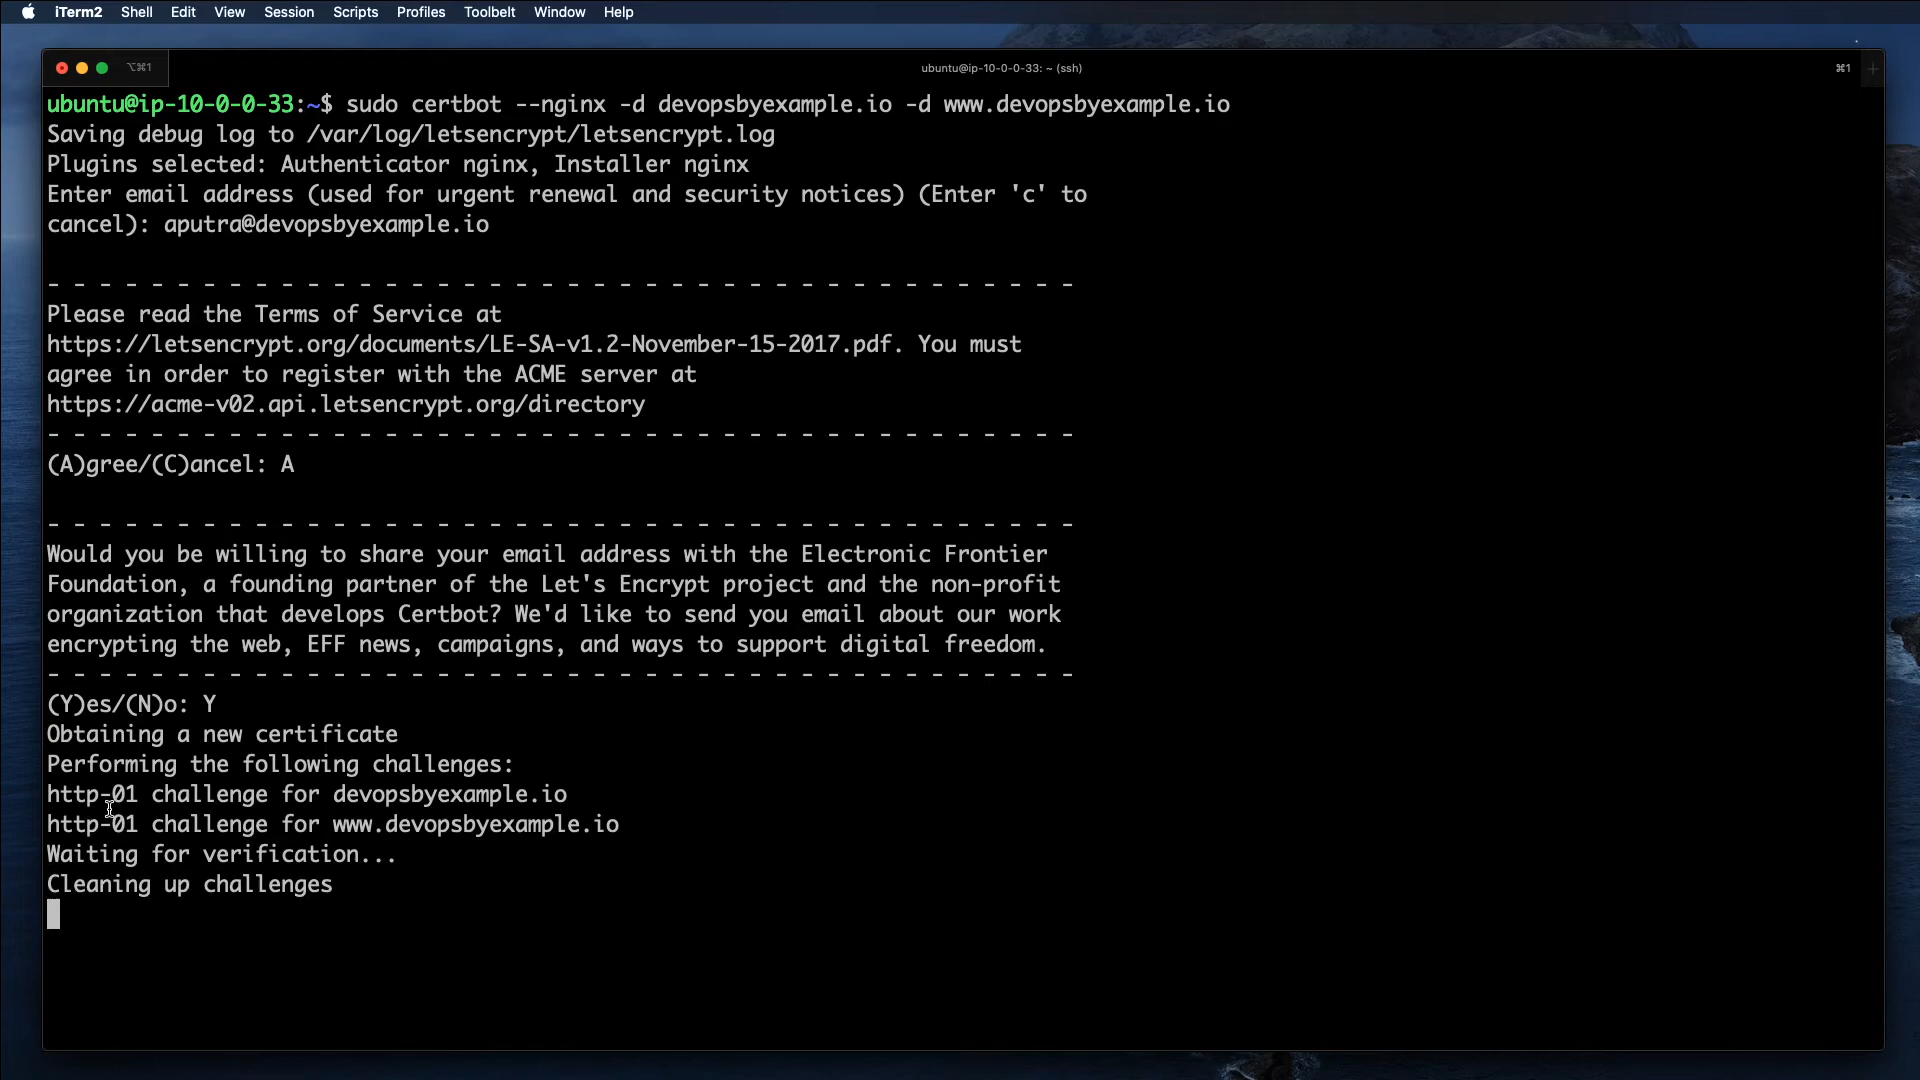 iTerm2 Shell Edit View Session Scripts Profiles Toolbelt Window Help
⌥⌘1 ubuntu@ip-10-0-0-33: ~ (ssh) ⌘1 +
ubuntu@ip-10-0-0-33:~$ sudo certbot --nginx -d devopsbyexample.io -d www.devopsbyexample.io
Saving debug log to /var/log/letsencrypt/letsencrypt.log
Plugins selected: Authenticator nginx, Installer nginx
Enter email address (used for urgent renewal and security notices) (Enter 'c' to
cancel): aputra@devopsbyexample.io
- - - - - - - - - - - - - - - - - - - - - - - - - - - - - - - - - - - - - - - -
Please read the Terms of Service at
https://letsencrypt.org/documents/LE-SA-v1.2-November-15-2017.pdf. You must
agree in order to register with the ACME server at
https://acme-v02.api.letsencrypt.org/directory
- - - - - - - - - - - - - - - - - - - - - - - - - - - - - - - - - - - - - - - -
(A)gree/(C)ancel: A
- - - - - - - - - - - - - - - - - - - - - - - - - - - - - - - - - - - - - - - -
Would you be willing to share your email address with the Electronic Frontier
Foundation, a founding partner of the Let's Encrypt project and the non-profit
organization that develops Certbot? We'd like to send you email about our work
encrypting the web, EFF news, campaigns, and ways to support digital freedom.
- - - - - - - - - - - - - - - - - - - - - - - - - - - - - - - - - - - - - - - -
(Y)es/(N)o: Y
Obtaining a new certificate
Performing the following challenges:
http-01 challenge for devopsbyexample.io
http-01 challenge for www.devopsbyexample.io
Waiting for verification...
Cleaning up challenges